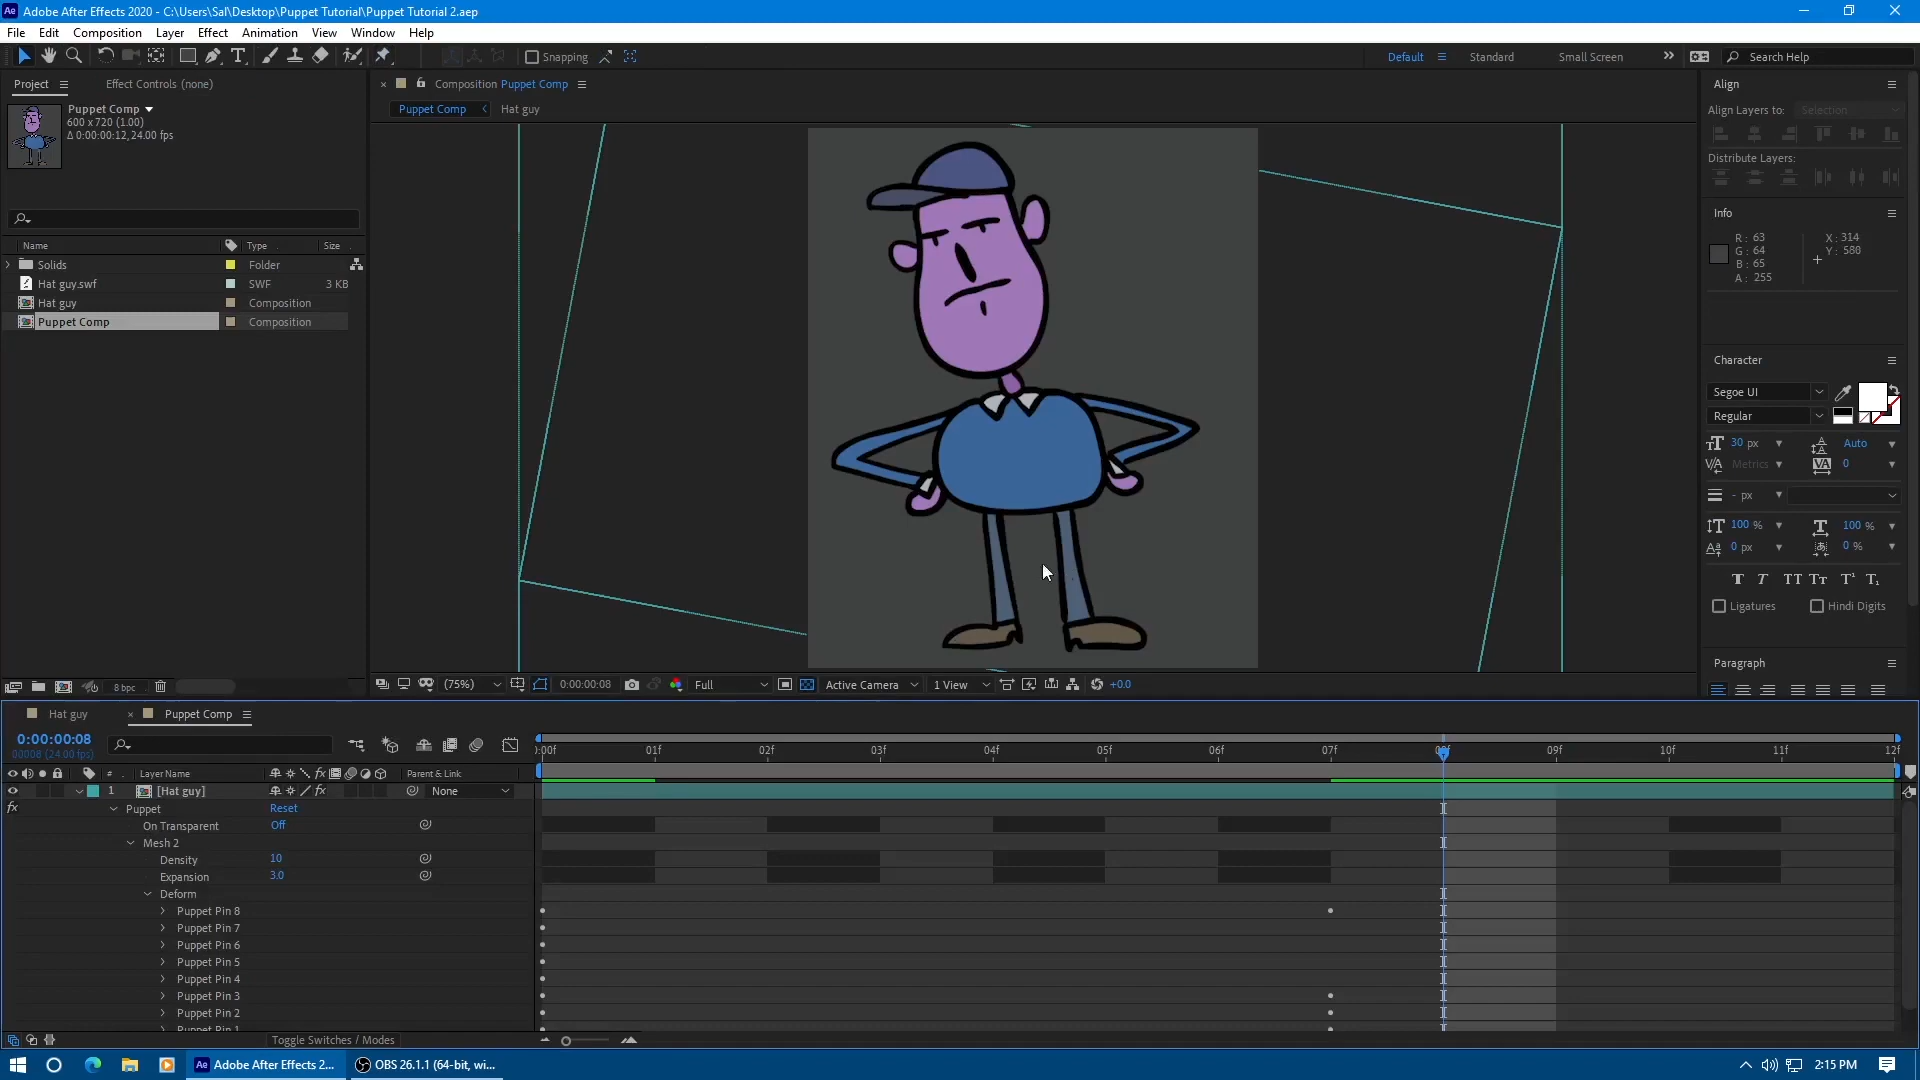 Adobe After Effects 2020 - C:\Users\Sal\Desktop\Puppet Tutorial\Puppet Tutorial 2.aep
File Edit Composition Layer Effect Animation View Window Help
Snapping
Default Standard Small Screen Search Help
Project Effect Controls (none)
Composition Puppet Comp
Puppet Comp Hat guy
Puppet Comp
600 x 720 (1.00)
Δ 0:00:00:12, 24.00 fps
Name Type Size
Solids Folder
Hat guy.swf SWF 3 KB
Hat guy Composition
Puppet Comp Composition
8 bpc
(75%) 0:00:00:08 Full Active Camera 1 View +0.0
Align
Align Layers to: Selection
Distribute Layers:
Info
R: 63
G: 64
B: 65
A: 255
X: 314
Y: 580
Character
Segoe UI
Regular
30 px Auto
Metrics 0
- px
100 % 100 %
0 px 0 %
T T TT Tт T¹ T₁
Ligatures Hindi Digits
Paragraph
Hat guy Puppet Comp
0:00:00:08
00008 (24.00 fps)
:00f 01f 02f 03f 04f 05f 06f 07f 08f 09f 10f 11f 12f
# Layer Name Parent & Link
1 [Hat guy] None
fx Puppet Reset
On Transparent Off
Mesh 2
Density 10
Expansion 3.0
Deform
Puppet Pin 8
Puppet Pin 7
Puppet Pin 6
Puppet Pin 5
Puppet Pin 4
Puppet Pin 3
Puppet Pin 2
Puppet Pin 1
Toggle Switches / Modes
Adobe After Effects 2... OBS 26.1.1 (64-bit, wi... 2:15 PM